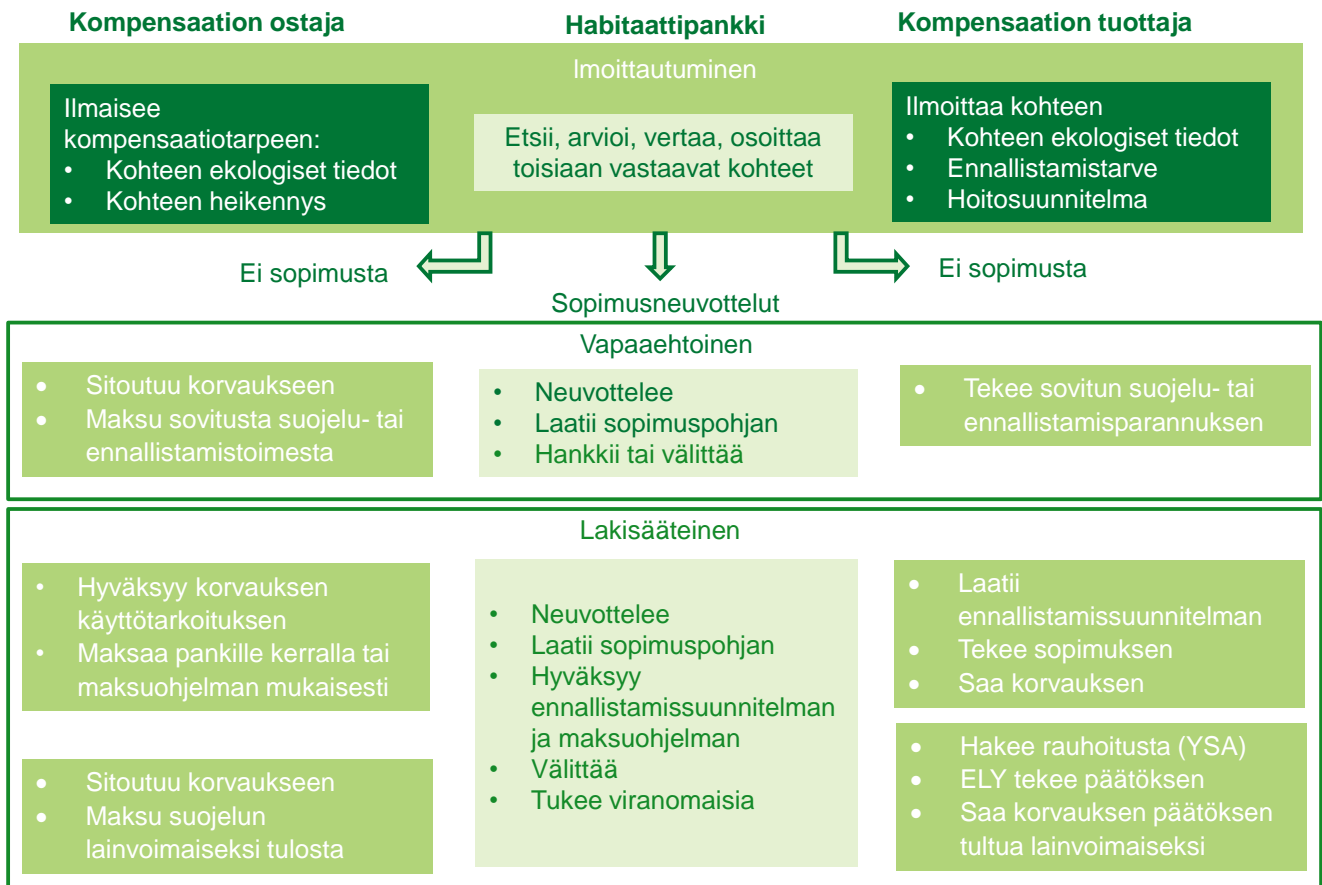 Kompensaation ostaja
Habitaattipankki
Kompensaation tuottaja
Imoittautuminen
Ilmaisee
kompensaatiotarpeen:
• Kohteen ekologiset tiedot
• Kohteen heikennys
Etsii, arvioi, vertaa, osoittaa
toisiaan vastaavat kohteet
Ilmoittaa kohteen
• Kohteen ekologiset tiedot
• Ennallistamistarve
• Hoitosuunnitelma
Ei sopimusta
Ei sopimusta
Sopimusneuvottelut
Vapaaehtoinen
• Sitoutuu korvaukseen
• Maksu sovitusta suojelu- tai
ennallistamistoimesta
• Neuvottelee
• Laatii sopimuspohjan
• Hankkii tai välittää
• Tekee sovitun suojelu- tai
ennallistamisparannuksen
Lakisääteinen
• Hyväksyy korvauksen
käyttötarkoituksen
• Maksaa pankille kerralla tai
maksuohjelman mukaisesti
• Sitoutuu korvaukseen
• Maksu suojelun
lainvoimaiseksi tulosta
• Neuvottelee
• Laatii sopimuspohjan
• Hyväksyy
ennallistamissuunnitelman
ja maksuohjelman
• Välittää
• Tukee viranomaisia
• Laatii
ennallistamissuunnitelman
• Tekee sopimuksen
• Saa korvauksen
• Hakee rauhoitusta (YSA)
• ELY tekee päätöksen
• Saa korvauksen päätöksen
tultua lainvoimaiseksi